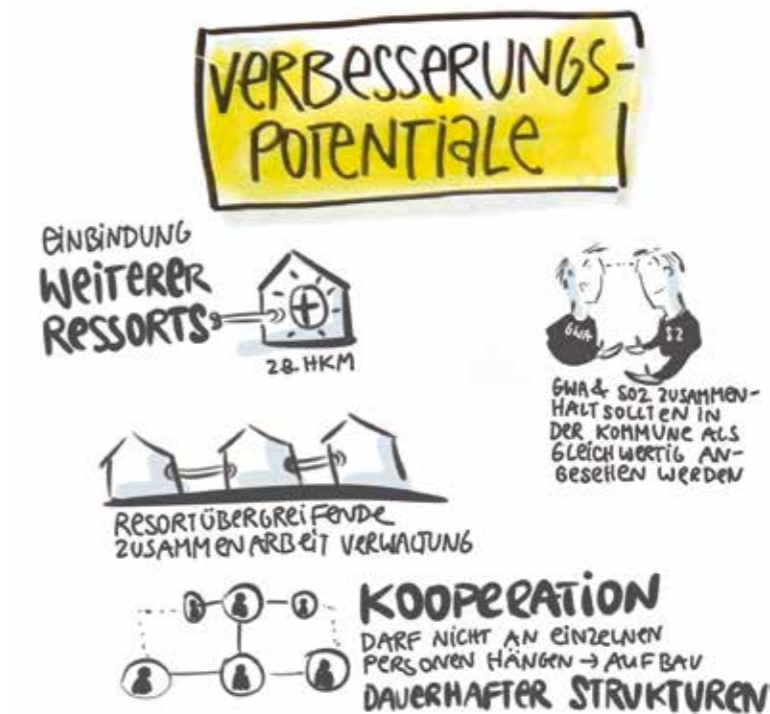 VERBESSERUNGS-
POTENTIALE
EINBINDUNG
WEITERER
RESSORTS
+
ZB. HKM
GWA
SZ
GWA & SOZ ZUSAMMEN-
HALT SOLLTEN IN
DER KOMMUNE ALS
GLEICHWERTIG AN-
GESEHEN WERDEN
RESORTÜBERGREIFENDE
ZUSAMMENARBEIT VERWALTUNG
KOOPERATION
DARF NICHT AN EINZELNEN
PERSONEN HÄNGEN → AUFBAU
DAUERHAFTER STRUKTUREN